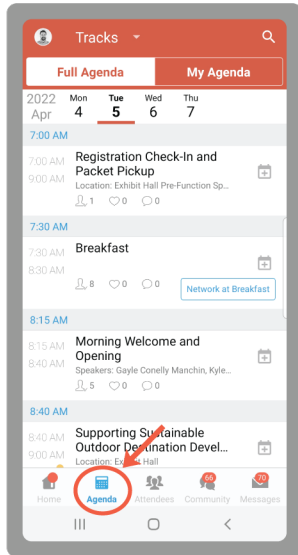 Tracks
Full Agenda My Agenda
2022 Mon Tue Wed Thu
Apr 4 5 6 7
7:00 AM
7:00 AM Registration Check-In and
9:00 AM Packet Pickup
Location: Exhibit Hall Pre-Function Sp...
1 0 0
7:30 AM
7:30 AM Breakfast
8:30 AM
8 0 0 Network at Breakfast
8:15 AM
8:15 AM Morning Welcome and
8:40 AM Opening
Speakers: Gayle Conelly Manchin, Kyle...
5 0 0
8:40 AM
8:40 AM Supporting Sustainable
9:00 AM Outdoor Destination Devel...
Location: Exhibit Hall
66 70
Home Agenda Attendees Community Messages